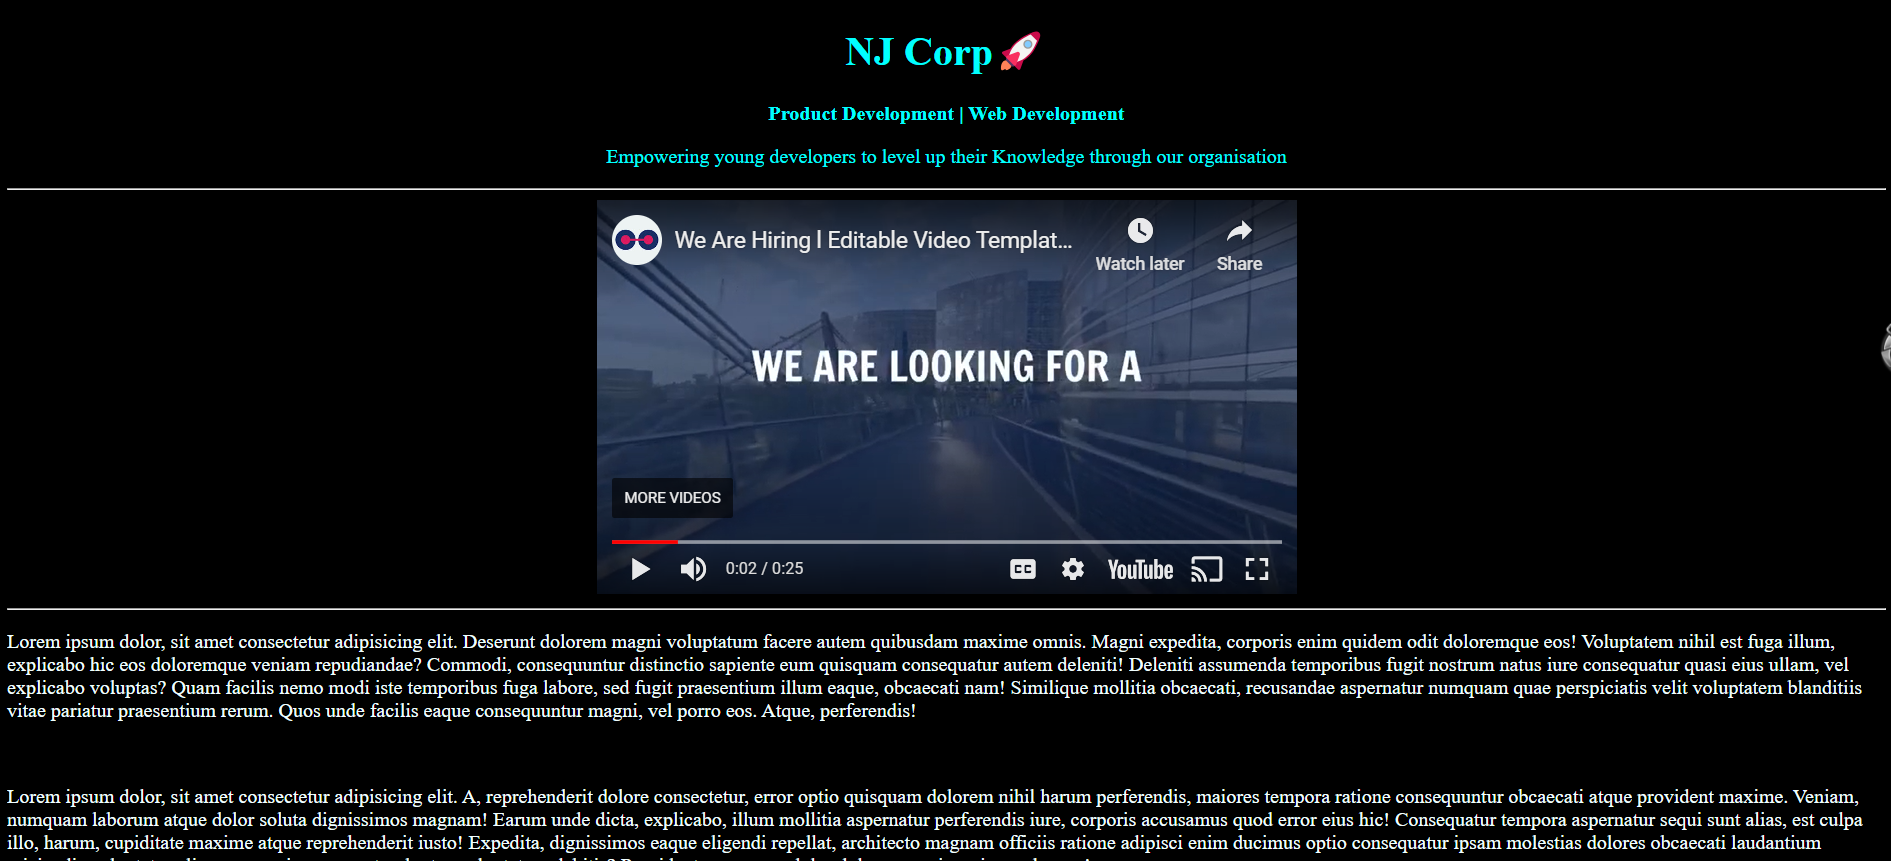 NJ Corp 🚀
Product Development | Web Development
Empowering young developers to level up their Knowledge through our organisation
We Are Hiring l Editable Video Templat...
Watch later
Share
WE ARE LOOKING FOR A
MORE VIDEOS
0:02 / 0:25
CC
YouTube
Lorem ipsum dolor, sit amet consectetur adipisicing elit. Deserunt dolorem magni voluptatum facere autem quibusdam maxime omnis. Magni expedita, corporis enim quidem odit doloremque eos! Voluptatem nihil est fuga illum,
explicabo hic eos doloremque veniam repudiandae? Commodi, consequuntur distinctio sapiente eum quisquam consequatur autem deleniti! Deleniti assumenda temporibus fugit nostrum natus iure consequatur quasi eius ullam, vel
explicabo voluptas? Quam facilis nemo modi iste temporibus fuga labore, sed fugit praesentium illum eaque, obcaecati nam! Similique mollitia obcaecati, recusandae aspernatur numquam quae perspiciatis velit voluptatem blanditiis
vitae pariatur praesentium rerum. Quos unde facilis eaque consequuntur magni, vel porro eos. Atque, perferendis!
Lorem ipsum dolor, sit amet consectetur adipisicing elit. A, reprehenderit dolore consectetur, error optio quisquam dolorem nihil harum perferendis, maiores tempora ratione consequuntur obcaecati atque provident maxime. Veniam,
numquam laborum atque dolor soluta dignissimos magnam! Earum unde dicta, explicabo, illum mollitia aspernatur perferendis iure, corporis accusamus quod error eius hic! Consequatur tempora aspernatur sequi sunt alias, est culpa
illo, harum, cupiditate maxime atque reprehenderit iusto! Expedita, dignissimos eaque eligendi repellat, architecto magnam officiis ratione adipisci enim ducimus optio consequatur ipsam molestias dolores obcaecati laudantium